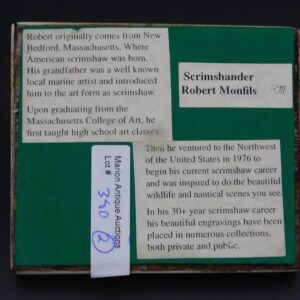 Robert originally comes from New
Bedford, Massachusetts. Where
American scrimshaw was born.
His grandfather was a well known
local marine artist and introduced
him to the art form as scrimshaw.
Upon graduating from the
Massachusetts College of Art, he
first taught high school art classes
Scrimshander
Robert Monfils
Then he ventured to the Northwest
of the United States in 1976 to
begin his current scrimshaw career
and was inspired to do the beautiful
wildlife and nautical scenes you see.
In his 30+ year scrimshaw career
his beautiful engravings have been
placed in numerous collections,
both private and public.
Marion Antique Auctions
Lot #
340
2